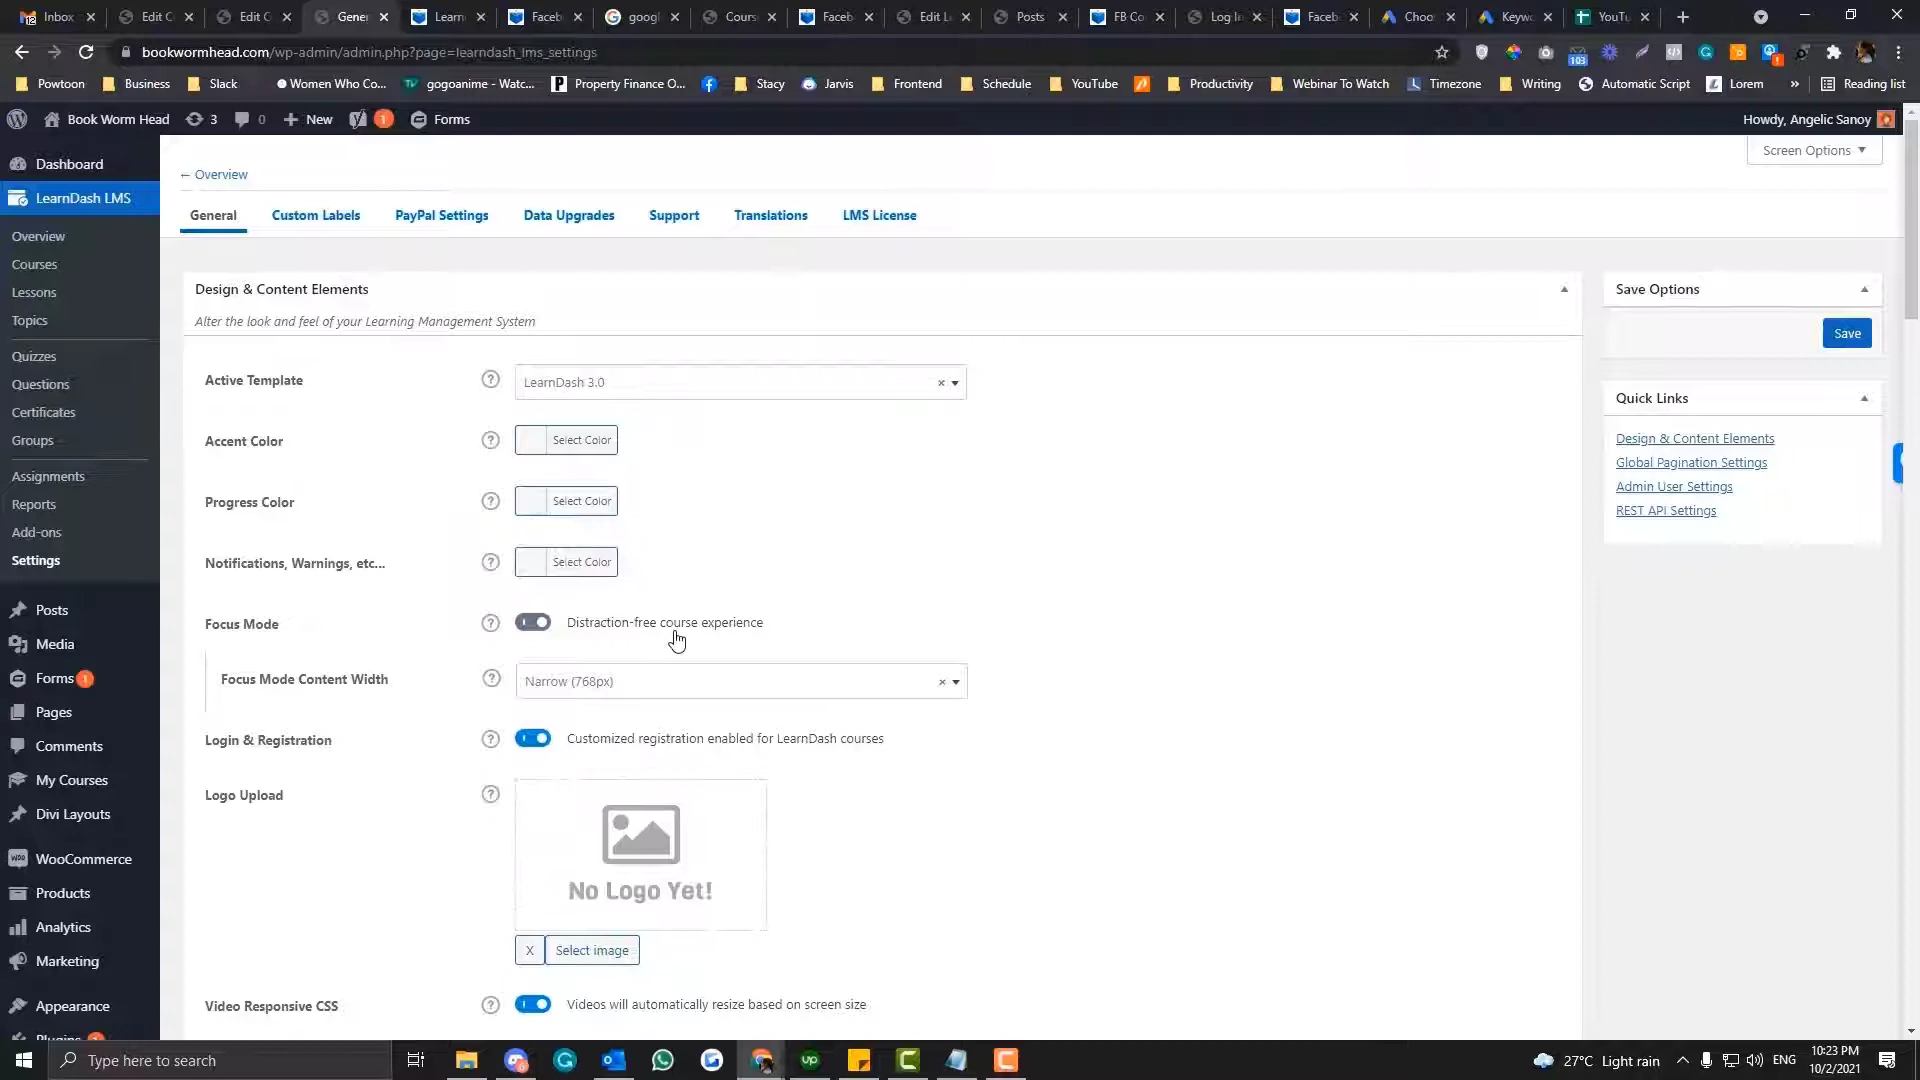 Inbox
Edit C
Edit C
Gener
Learn
Faceb
googl
Cours
Faceb
Edit L
Posts
FB Co
Log In
Faceb
Choo
Keyw
YouTu
bookwormhead.com/wp-admin/admin.php?page=learndash_lms_settings
103
Powtoon
Business
Slack
Women Who Co...
gogoanime - Watc...
Property Finance O...
Stacy
Jarvis
Frontend
Schedule
YouTube
Productivity
Webinar To Watch
Timezone
Writing
Automatic Script
Lorem
»
Reading list
Book Worm Head
3
0
New
1
Forms
Howdy, Angelic Sanoy
Dashboard
LearnDash LMS
Overview
Courses
Lessons
Topics
Quizzes
Questions
Certificates
Groups
Assignments
Reports
Add-ons
Settings
Posts
Media
Forms 1
Pages
Comments
My Courses
Divi Layouts
WooCommerce
Products
Analytics
Marketing
Appearance
Plugins
Screen Options
← Overview
General
Custom Labels
PayPal Settings
Data Upgrades
Support
Translations
LMS License
Design & Content Elements
Alter the look and feel of your Learning Management System
Active Template
LearnDash 3.0
Accent Color
Select Color
Progress Color
Select Color
Notifications, Warnings, etc...
Select Color
Focus Mode
Distraction-free course experience
Focus Mode Content Width
Narrow (768px)
Login & Registration
Customized registration enabled for LearnDash courses
Logo Upload
No Logo Yet!
X
Select image
Video Responsive CSS
Videos will automatically resize based on screen size
Save Options
Save
Quick Links
Design & Content Elements
Global Pagination Settings
Admin User Settings
REST API Settings
Type here to search
27°C Light rain
ENG
10:23 PM
10/2/2021